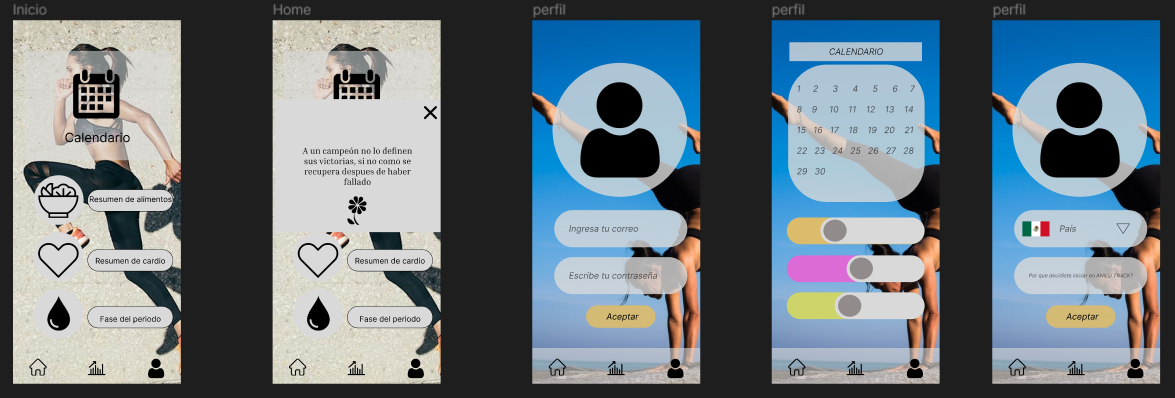 Inicio
Calendario
Resumen de alimentos
Resumen de cardio
Fase del periodo
Home
A un campeón no lo definen
sus victorias, si no como se
recupera despues de haber
fallado
Resumen de cardio
Fase del periodo
perfil
Ingresa tu correo
Escribe tu contraseña
Aceptar
perfil
CALENDARIO
1 2 3 4 5 6 7
8 9 10 11 12 13 14
15 16 17 18 19 20 21
22 23 24 25 26 27 28
29 30
perfil
País
Por que decidiste iniciar en ANILU TRACK?
Aceptar